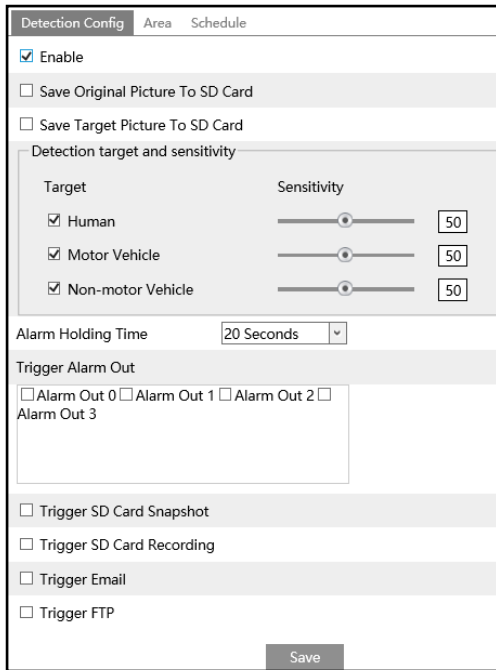 Detection Config Area Schedule
Enable
Save Original Picture To SD Card
Save Target Picture To SD Card
Detection target and sensitivity
Target Sensitivity
Human 50
Motor Vehicle 50
Non-motor Vehicle 50
Alarm Holding Time 20 Seconds
Trigger Alarm Out
Alarm Out 0 Alarm Out 1 Alarm Out 2
Alarm Out 3
Trigger SD Card Snapshot
Trigger SD Card Recording
Trigger Email
Trigger FTP
Save